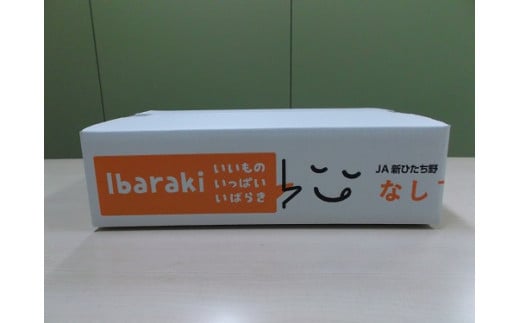 Ibaraki
いいもの
いっぱい
いばらき
JA新ひたち野
なし